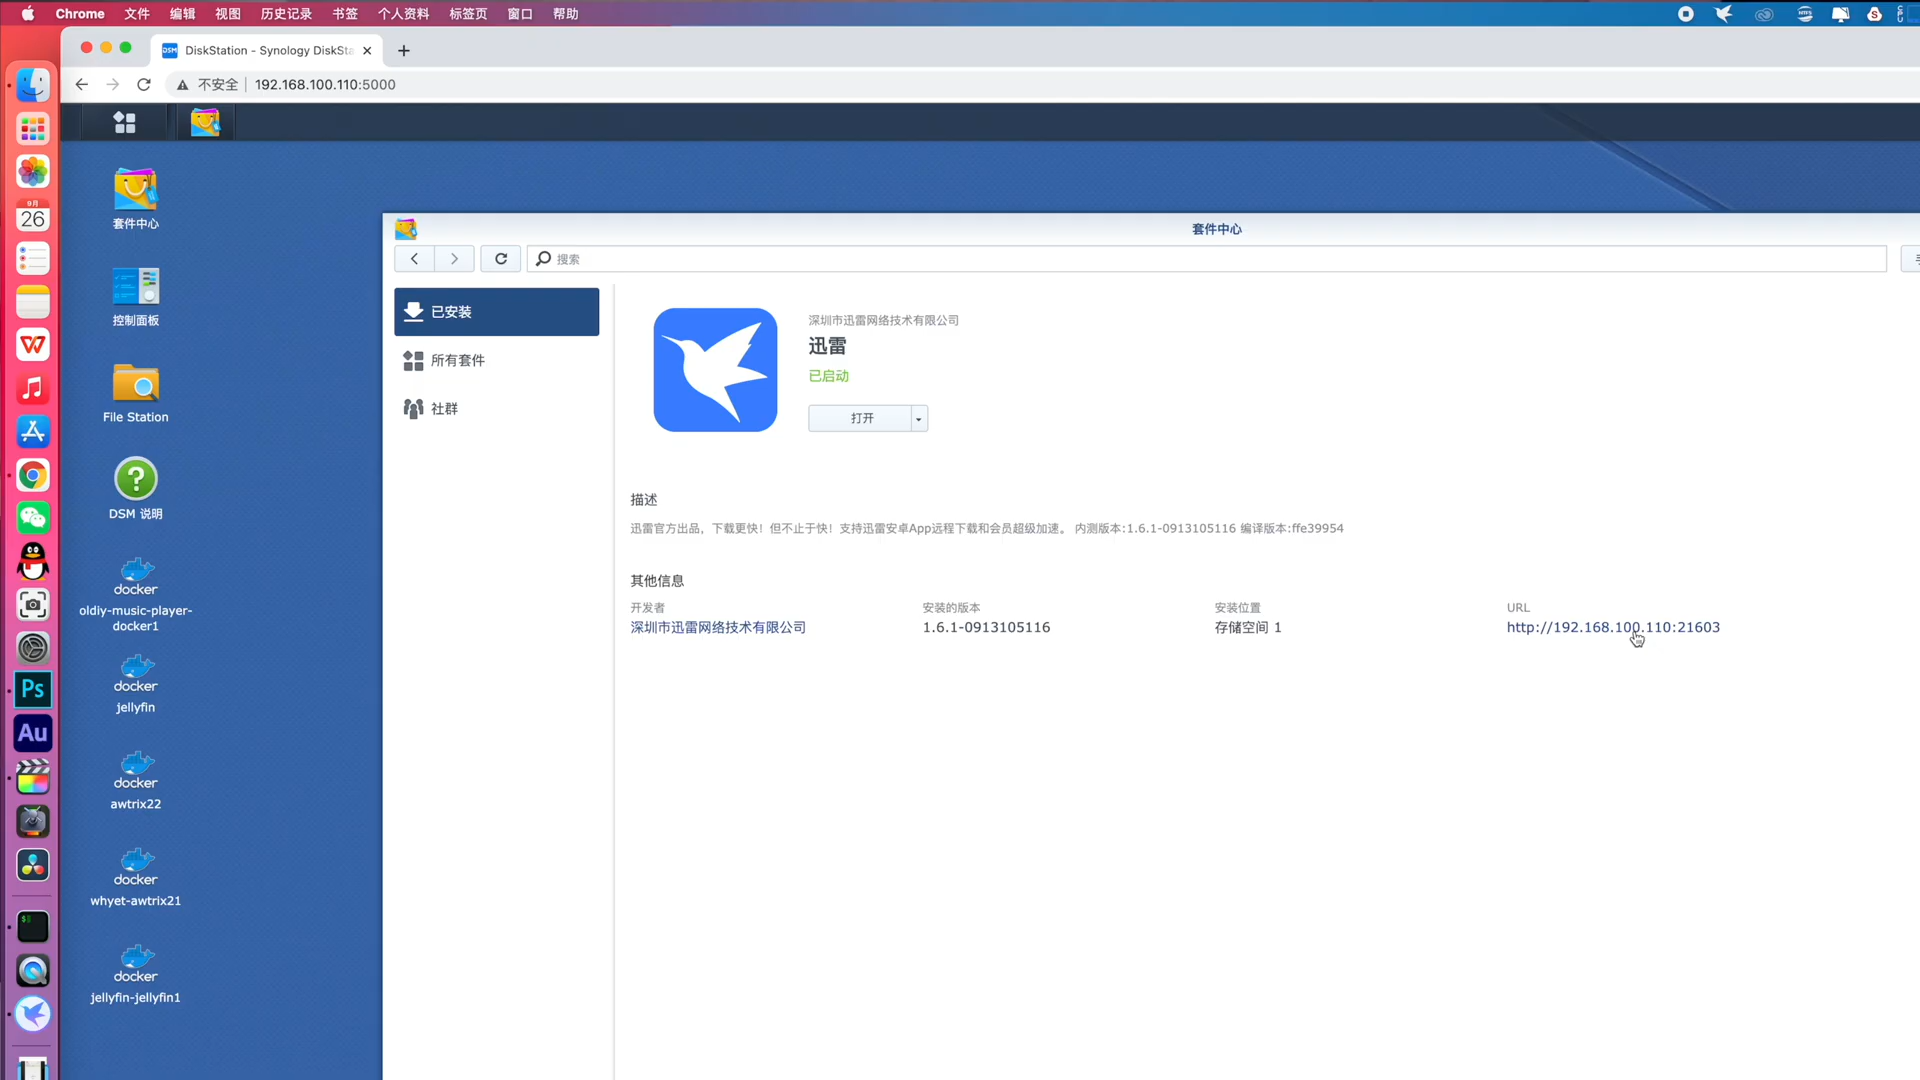 Chrome 文件 编辑 视图 历史记录 书签 个人资料 标签页 窗口 帮助
NTFS
S
DSM DiskStation - Synology DiskSta
不安全 192.168.100.110:5000
9月
26
套件中心
控制面板
File Station
DSM 说明
docker
oldiy-music-player-
docker1
docker
jellyfin
docker
awtrix22
docker
whyet-awtrix21
docker
jellyfin-jellyfin1
Ps
Au
套件中心
搜索
已安装
所有套件
社群
深圳市迅雷网络技术有限公司
迅雷
已启动
打开
描述
迅雷官方出品，下载更快！但不止于快！支持迅雷安卓App远程下载和会员超级加速。 内测版本:1.6.1-0913105116 编译版本:ffe39954
其他信息
开发者 安装的版本 安装位置 URL
深圳市迅雷网络技术有限公司 1.6.1-0913105116 存储空间 1 http://192.168.100.110:21603